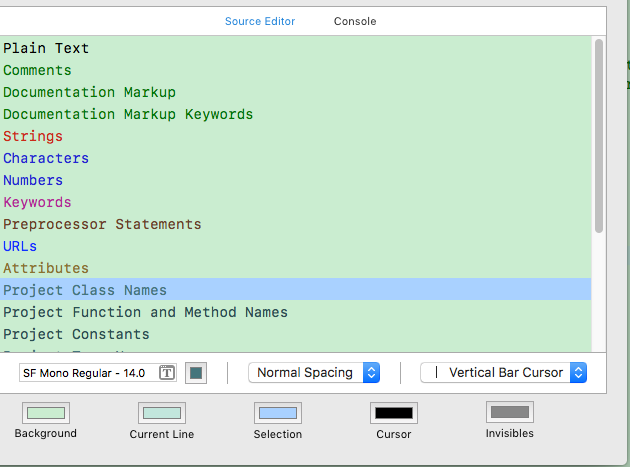 Source Editor Console
Plain Text
Comments
Documentation Markup
Documentation Markup Keywords
Strings
Characters
Numbers
Keywords
Preprocessor Statements
URLs
Attributes
Project Class Names
Project Function and Method Names
Project Constants
SF Mono Regular - 14.0 T Normal Spacing Vertical Bar Cursor
Background Current Line Selection Cursor Invisibles